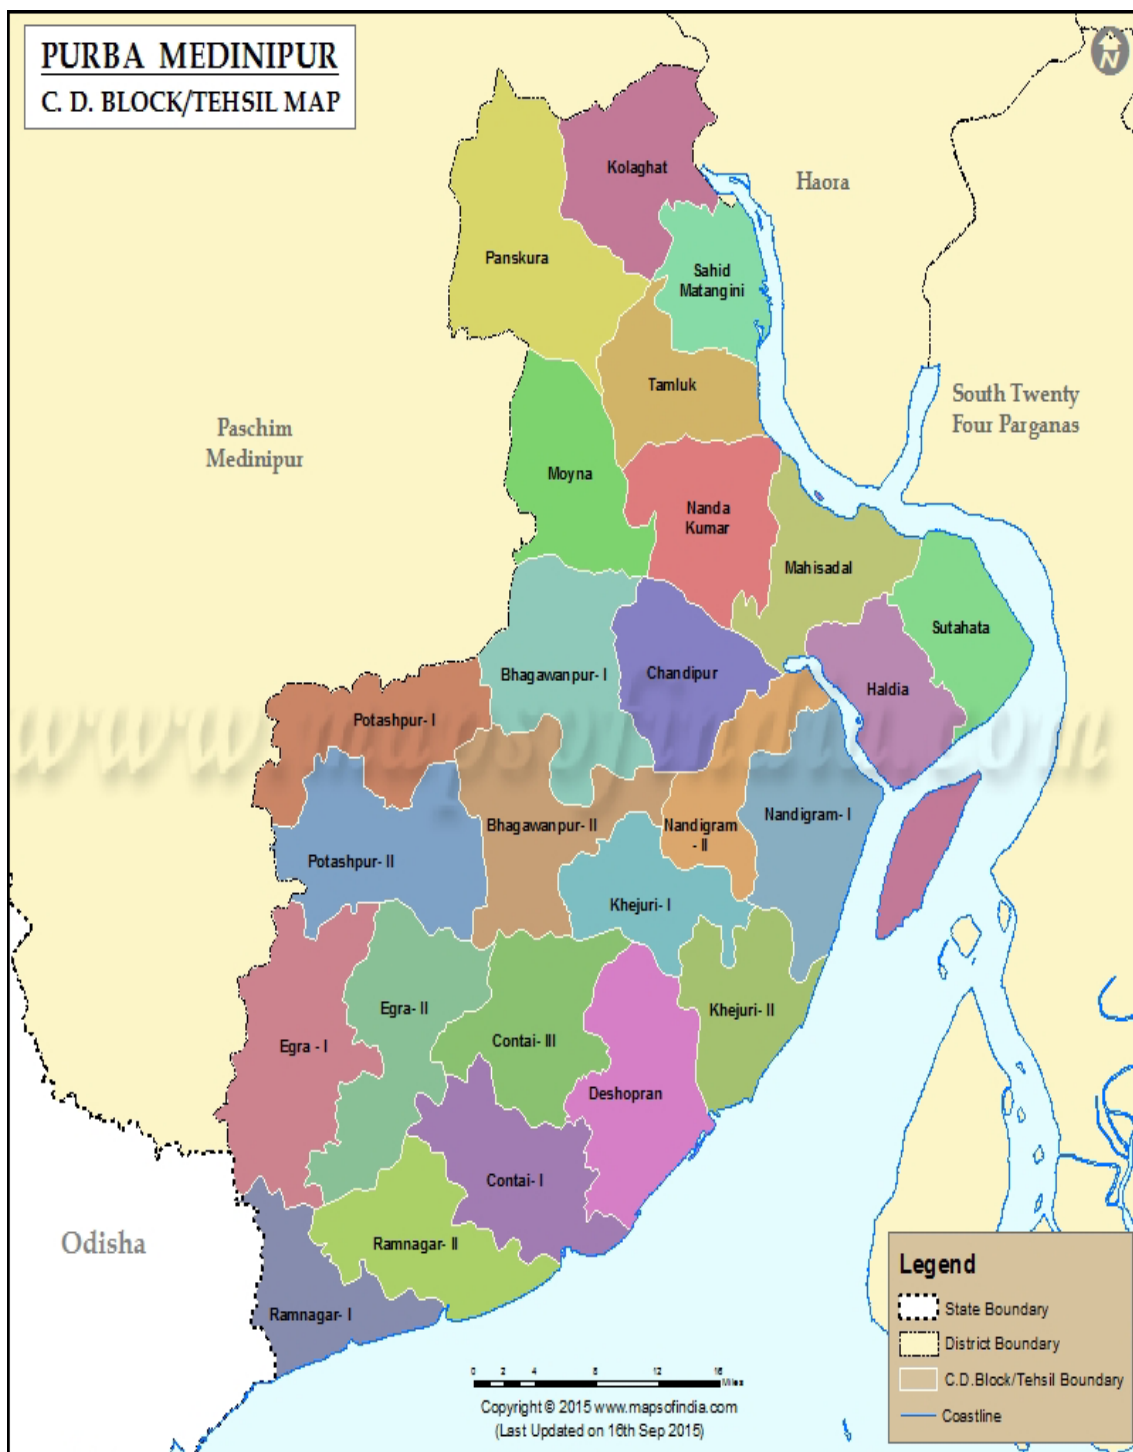 PURBA MEDINIPUR
C. D. BLOCK/TEHSIL MAP
N
Kolaghat
Haora
Panskura
Sahid
Matangini
Tamluk
South Twenty
Four Parganas
Paschim
Medinipur
Moyna
Nanda
Kumar
Mahisadal
Sutahata
Bhagawanpur- I
Chandipur
Haldia
Potashpur- I
www.mapsofindia.com
Nandigram- I
Bhagawanpur- II
Nandigram
- II
Potashpur- II
Khejuri- I
Egra- II
Khejuri- II
Egra - I
Contai- III
Deshopran
Contai- I
Odisha
Ramnagar- II
Ramnagar- I
Legend
State Boundary
District Boundary
C.D.Block/Tehsil Boundary
Coastline
0 2 4 8 12 16
Miles
Copyright © 2015 www.mapsofindia.com
(Last Updated on 16th Sep 2015)